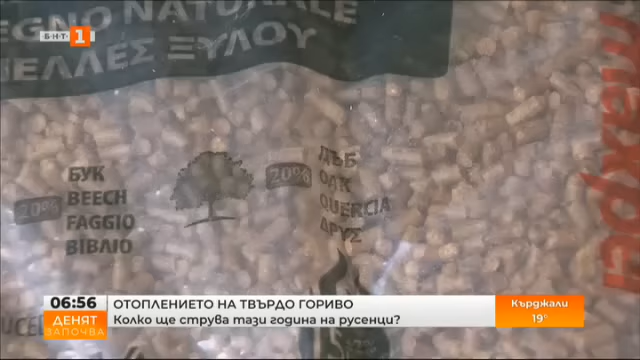 LEGNO NATURALE
ΠΕΛΛΕΣ ΞΥΛΟΥ
БНТ 1
20%
БУК
BEECH
FAGGIO
ΒΙΒΛΙΟ
20%
ДЪБ
OAK
QUERCIA
ΔΡΥΣ
06:56
ДЕНЯТ
ЗАПОЧВА
ОТОПЛЕНИЕТО НА ТВЪРДО ГОРИВО
Колко ще струва тази година на русенци?
Кърджали
19°